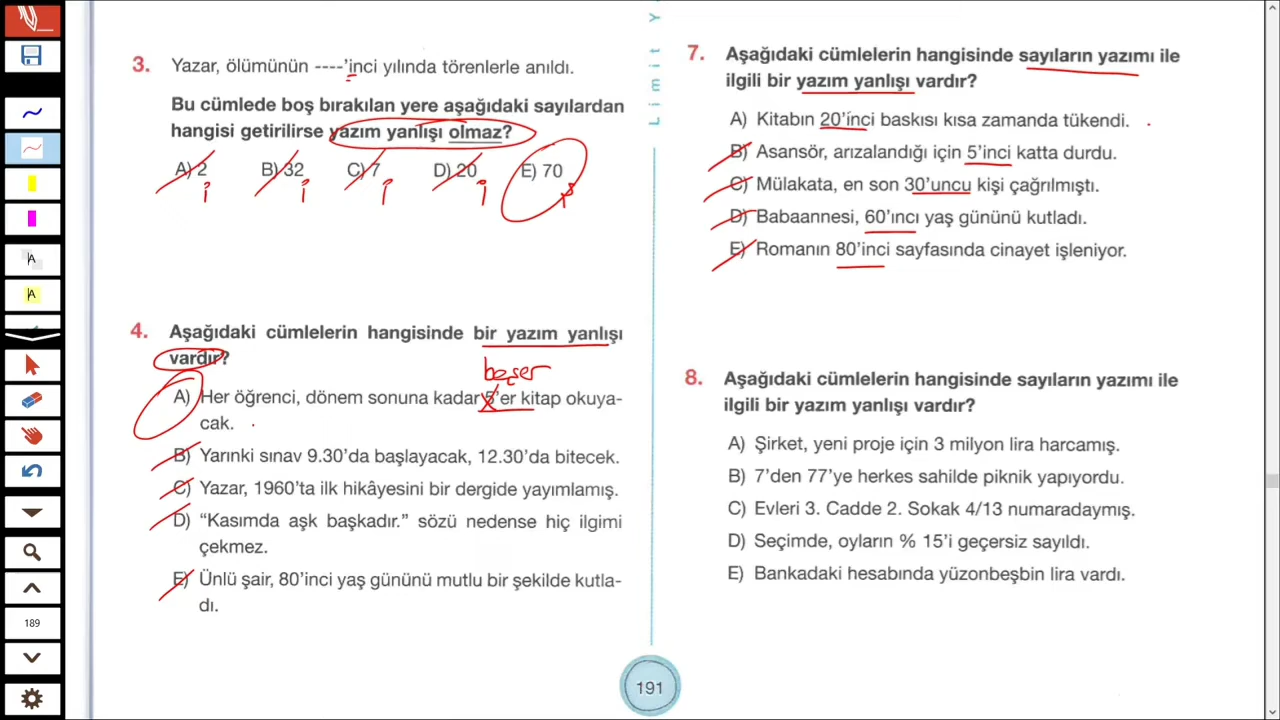 3. Yazar, ölümünün ----’inci yılında törenlerle anıldı.
Bu cümlede boş bırakılan yere aşağıdaki sayılardan
hangisi getirilirse yazım yanlışı olmaz?
A) 2 B) 32 C) 7 D) 20 E) 70
i i i i
4. Aşağıdaki cümlelerin hangisinde bir yazım yanlışı
vardır?
beşer
A) Her öğrenci, dönem sonuna kadar 5’er kitap okuya-
cak.
B) Yarınki sınav 9.30’da başlayacak, 12.30’da bitecek.
C) Yazar, 1960’ta ilk hikâyesini bir dergide yayımlamış.
D) “Kasımda aşk başkadır.” sözü nedense hiç ilgimi
çekmez.
E) Ünlü şair, 80’inci yaş gününü mutlu bir şekilde kutla-
dı.
Limit Y
7. Aşağıdaki cümlelerin hangisinde sayıların yazımı ile
ilgili bir yazım yanlışı vardır?
A) Kitabın 20’inci baskısı kısa zamanda tükendi.
B) Asansör, arızalandığı için 5’inci katta durdu.
C) Mülakata, en son 30’uncu kişi çağrılmıştı.
D) Babaannesi, 60’ıncı yaş gününü kutladı.
E) Romanın 80’inci sayfasında cinayet işleniyor.
8. Aşağıdaki cümlelerin hangisinde sayıların yazımı ile
ilgili bir yazım yanlışı vardır?
A) Şirket, yeni proje için 3 milyon lira harcamış.
B) 7’den 77’ye herkes sahilde piknik yapıyordu.
C) Evleri 3. Cadde 2. Sokak 4/13 numaradaymış.
D) Seçimde, oyların % 15’i geçersiz sayıldı.
E) Bankadaki hesabında yüzonbeşbin lira vardı.
191
A
A
189